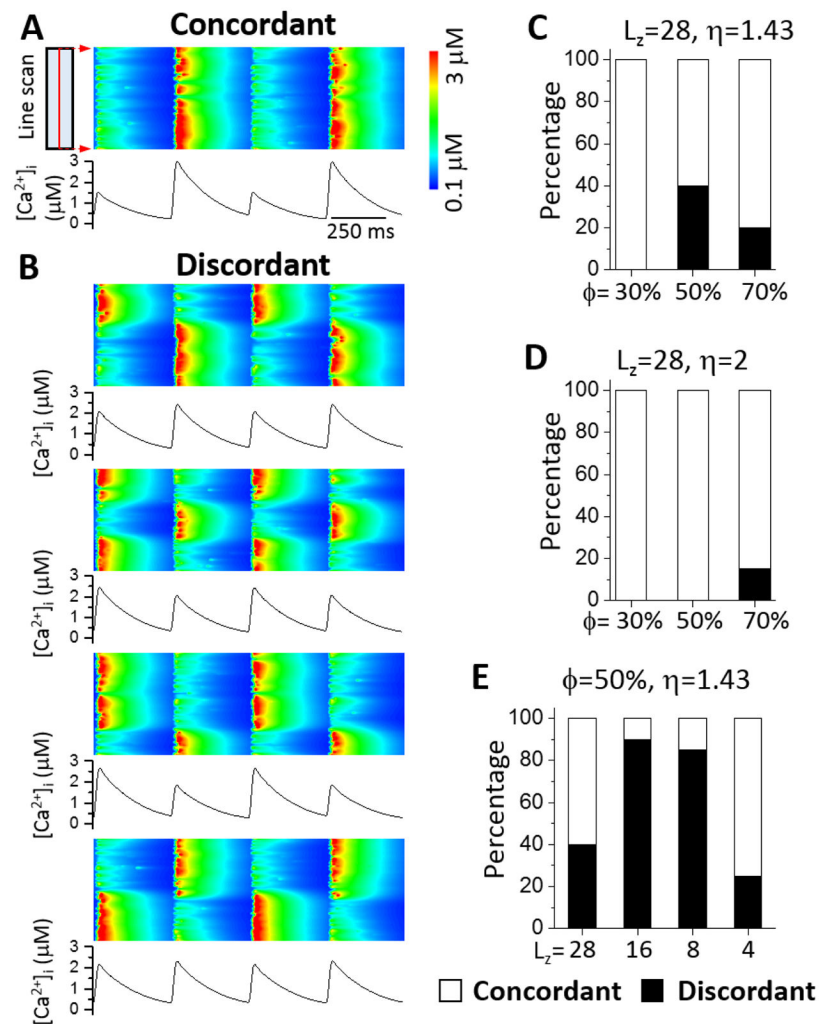 A
Concordant
Line scan
3 μM
0.1 μM
[Ca²⁺]ᵢ
(μM)
3
2
1
0
250 ms
B
Discordant
[Ca²⁺]ᵢ (μM)
3
2
1
0
[Ca²⁺]ᵢ (μM)
3
2
1
0
[Ca²⁺]ᵢ (μM)
3
2
1
0
[Ca²⁺]ᵢ (μM)
3
2
1
0
C
L_z=28, η=1.43
Percentage
100
80
60
40
20
0
ϕ= 30% 50% 70%
D
L_z=28, η=2
Percentage
100
80
60
40
20
0
ϕ= 30% 50% 70%
E
ϕ=50%, η=1.43
Percentage
100
80
60
40
20
0
L_z= 28 16 8 4
Concordant Discordant